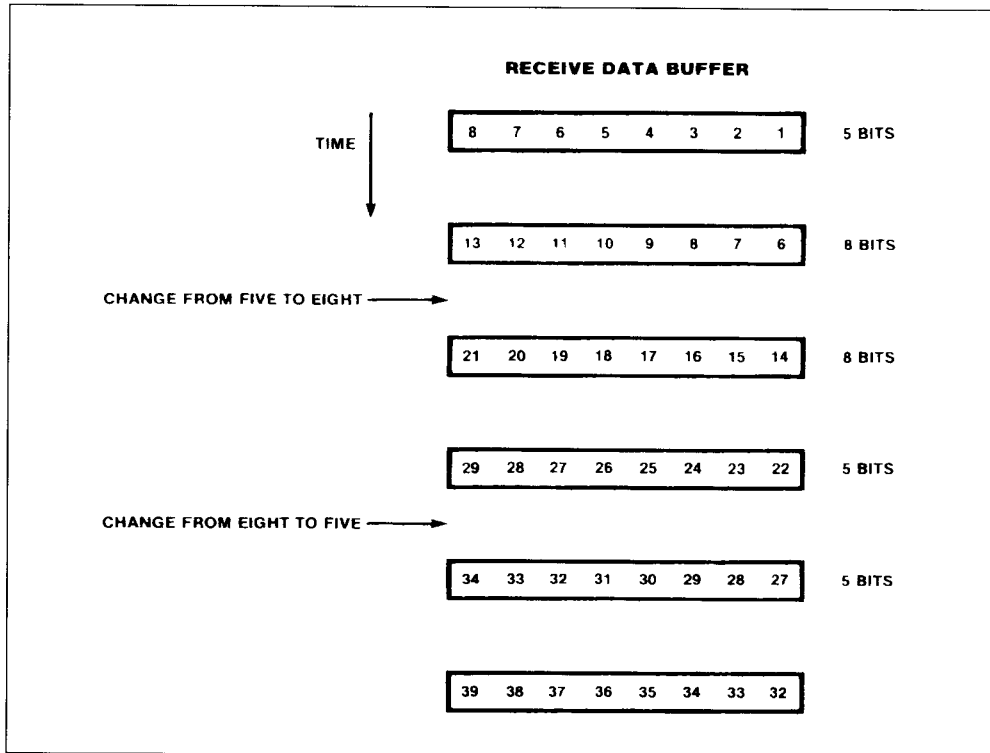 RECEIVE DATA BUFFER
TIME
8 7 6 5 4 3 2 1 5 BITS
13 12 11 10 9 8 7 6 8 BITS
CHANGE FROM FIVE TO EIGHT
21 20 19 18 17 16 15 14 8 BITS
29 28 27 26 25 24 23 22 5 BITS
CHANGE FROM EIGHT TO FIVE
34 33 32 31 30 29 28 27 5 BITS
39 38 37 36 35 34 33 32